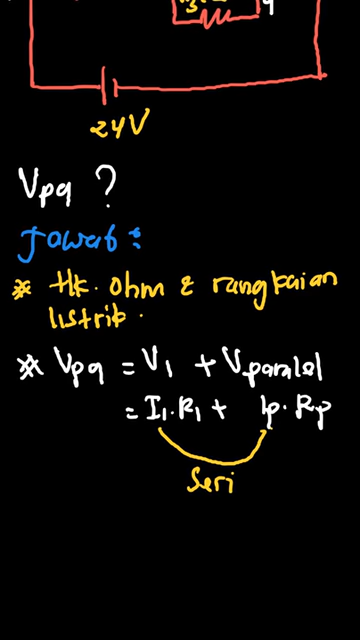 24V
Vpq ?
Jawab :
* Hk. Ohm & rangkaian
listrik.
* Vpq = V1 + Vparalel
= I1.R1 + Ip.Rp
Seri